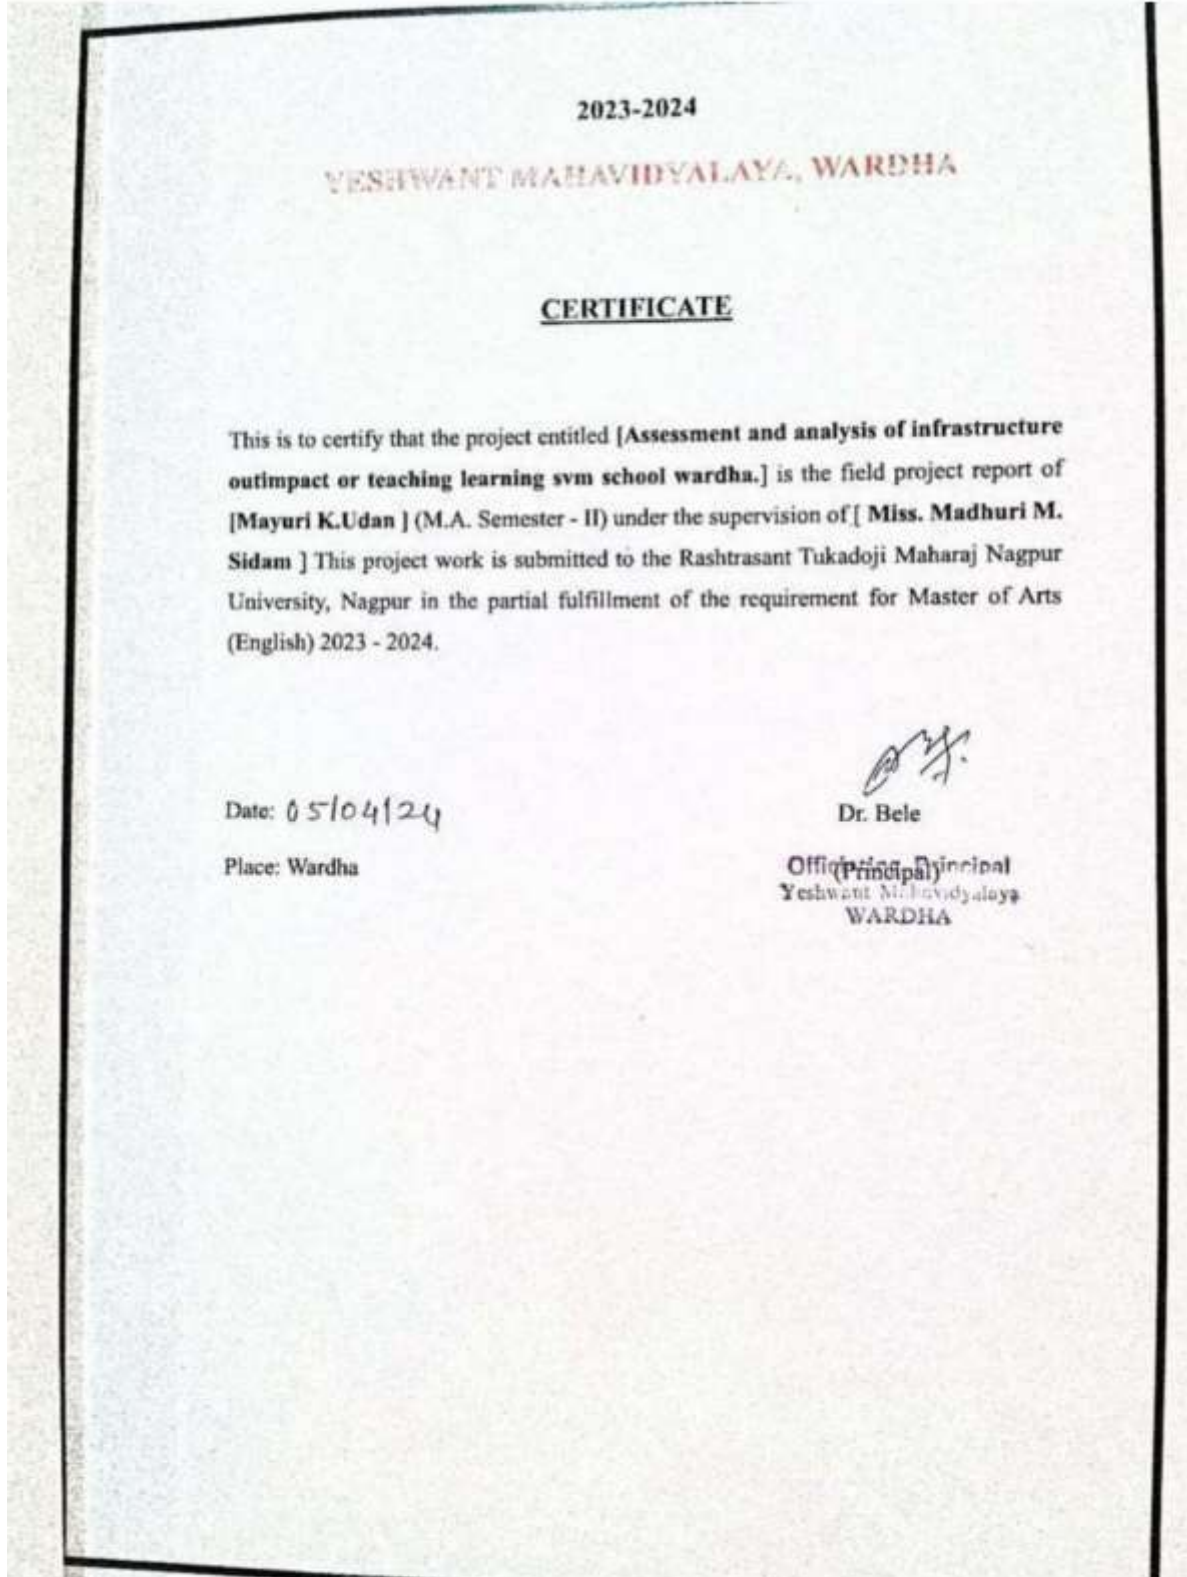 2023-2024
YESHWANT MAHAVIDYALAYA, WARDHA
CERTIFICATE
This is to certify that the project entitled [Assessment and analysis of infrastructure
outimpact or teaching learning svm school wardha.] is the field project report of
[Mayuri K.Udan ] (M.A. Semester - II) under the supervision of [ Miss. Madhuri M.
Sidam ] This project work is submitted to the Rashtrasant Tukadoji Maharaj Nagpur
University, Nagpur in the partial fulfillment of the requirement for Master of Arts
(English) 2023 - 2024.
Date: 05/04/24
Dr. Bele
Place: Wardha
(Principal)
Officiating Principal
Yeshwant Mahavidyalaya
WARDHA